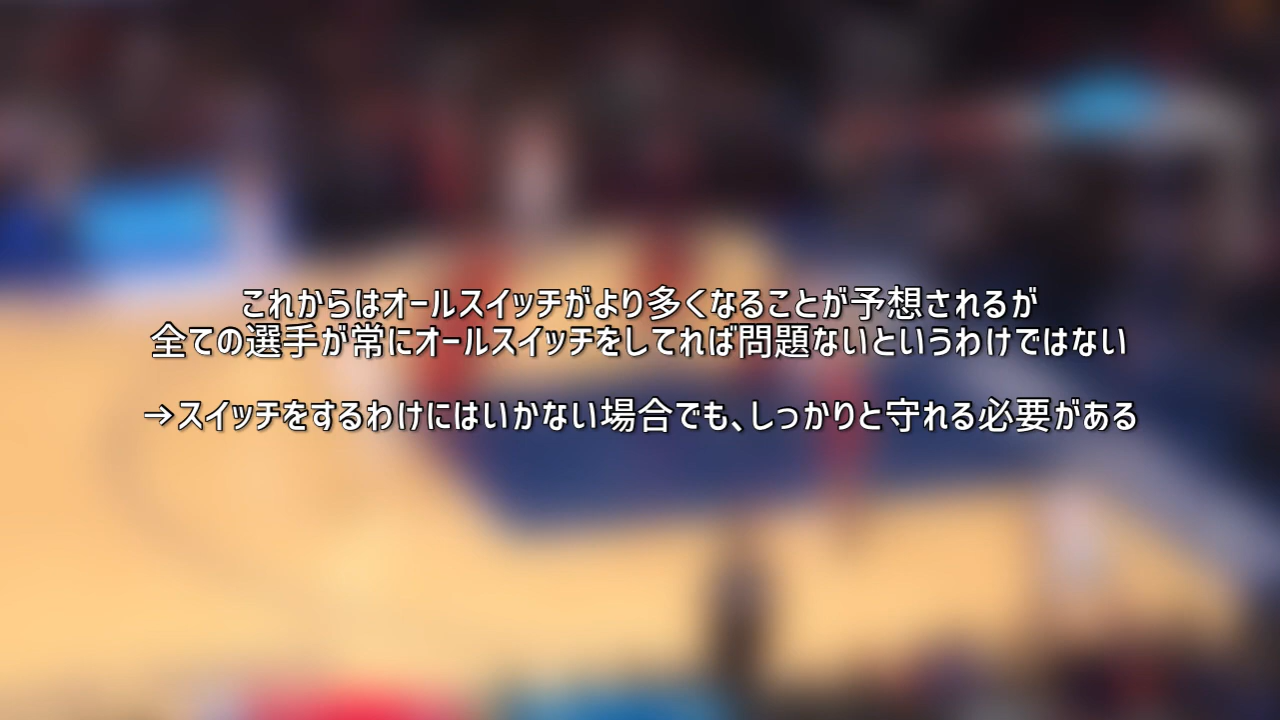 これからはオールスイッチがより多くなることが予想されるが
全ての選手が常にオールスイッチをしてれば問題ないというわけではない
→スイッチをするわけにはいかない場合でも、しっかりと守れる必要がある